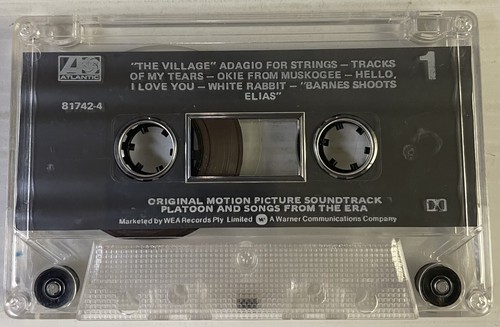 ATLANTIC
81742-4
"THE VILLAGE" ADAGIO FOR STRINGS — TRACKS
OF MY TEARS — OKIE FROM MUSKOGEE — HELLO,
I LOVE YOU — WHITE RABBIT — "BARNES SHOOTS
ELIAS"
1
ORIGINAL MOTION PICTURE SOUNDTRACK
PLATOON AND SONGS FROM THE ERA
Marketed by WEA Records Pty Limited W A Warner Communications Company